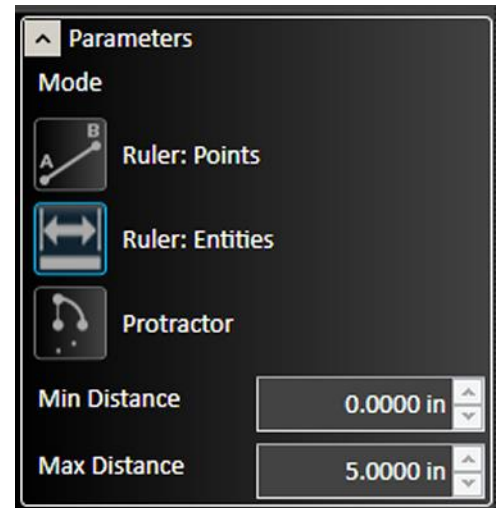 Parameters
Mode
A B
Ruler: Points
Ruler: Entities
Protractor
Min Distance 0.0000 in
Max Distance 5.0000 in